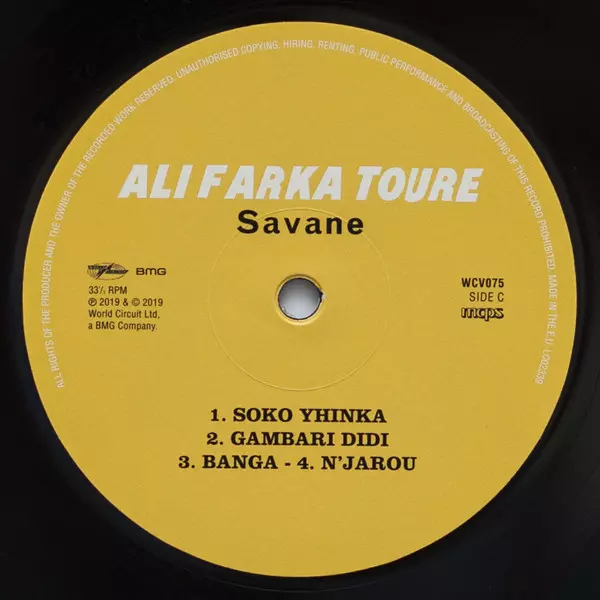 ALL RIGHTS OF THE PRODUCER AND THE OWNER OF THE RECORDED WORK RESERVED. UNAUTHORISED COPYING, HIRING, RENTING, PUBLIC PERFORMANCE AND BROADCASTING OF THIS RECORD PROHIBITED. MADE IN THE E.U. LC02339
ALI FARKA TOURE
Savane
BMG
33⅓ RPM
℗ 2019 & © 2019
World Circuit Ltd,
a BMG Company.
WCV075
SIDE C
mcps
1. SOKO YHINKA
2. GAMBARI DIDI
3. BANGA - 4. N'JAROU